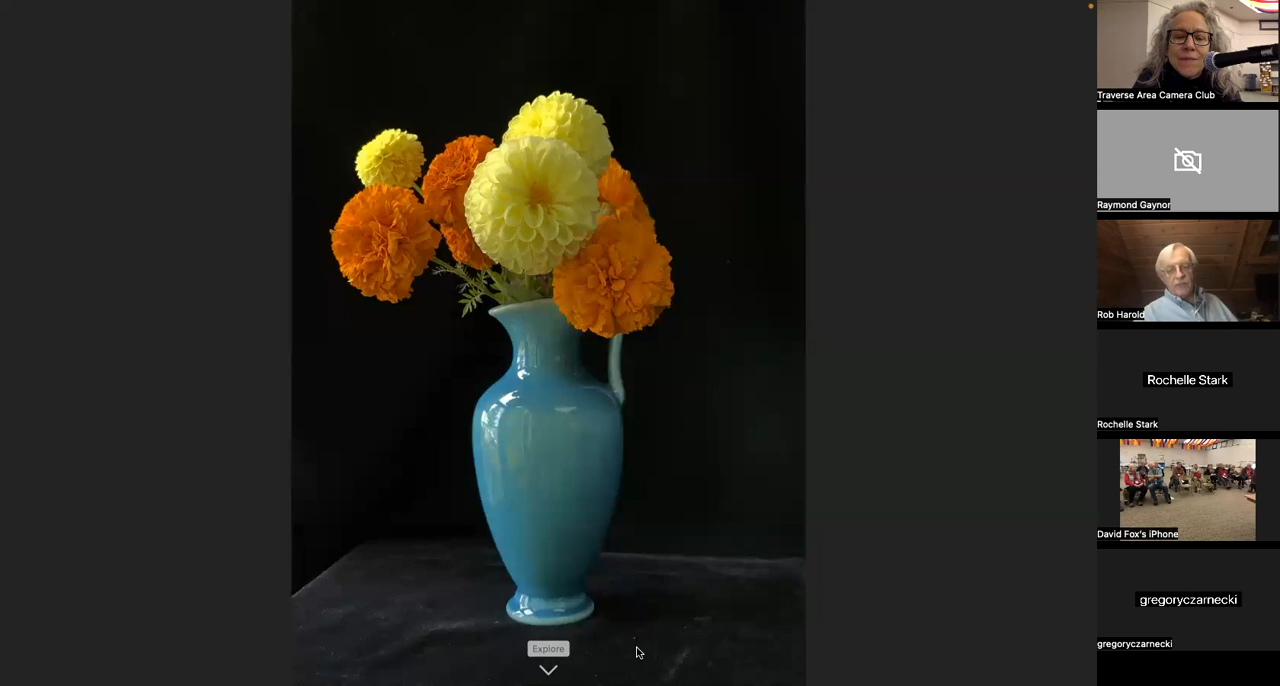 Traverse Area Camera Club
Raymond Gaynor
Rob Harold
Rochelle Stark
Rochelle Stark
David Fox's iPhone
gregoryczarnecki
gregoryczarnecki
Explore